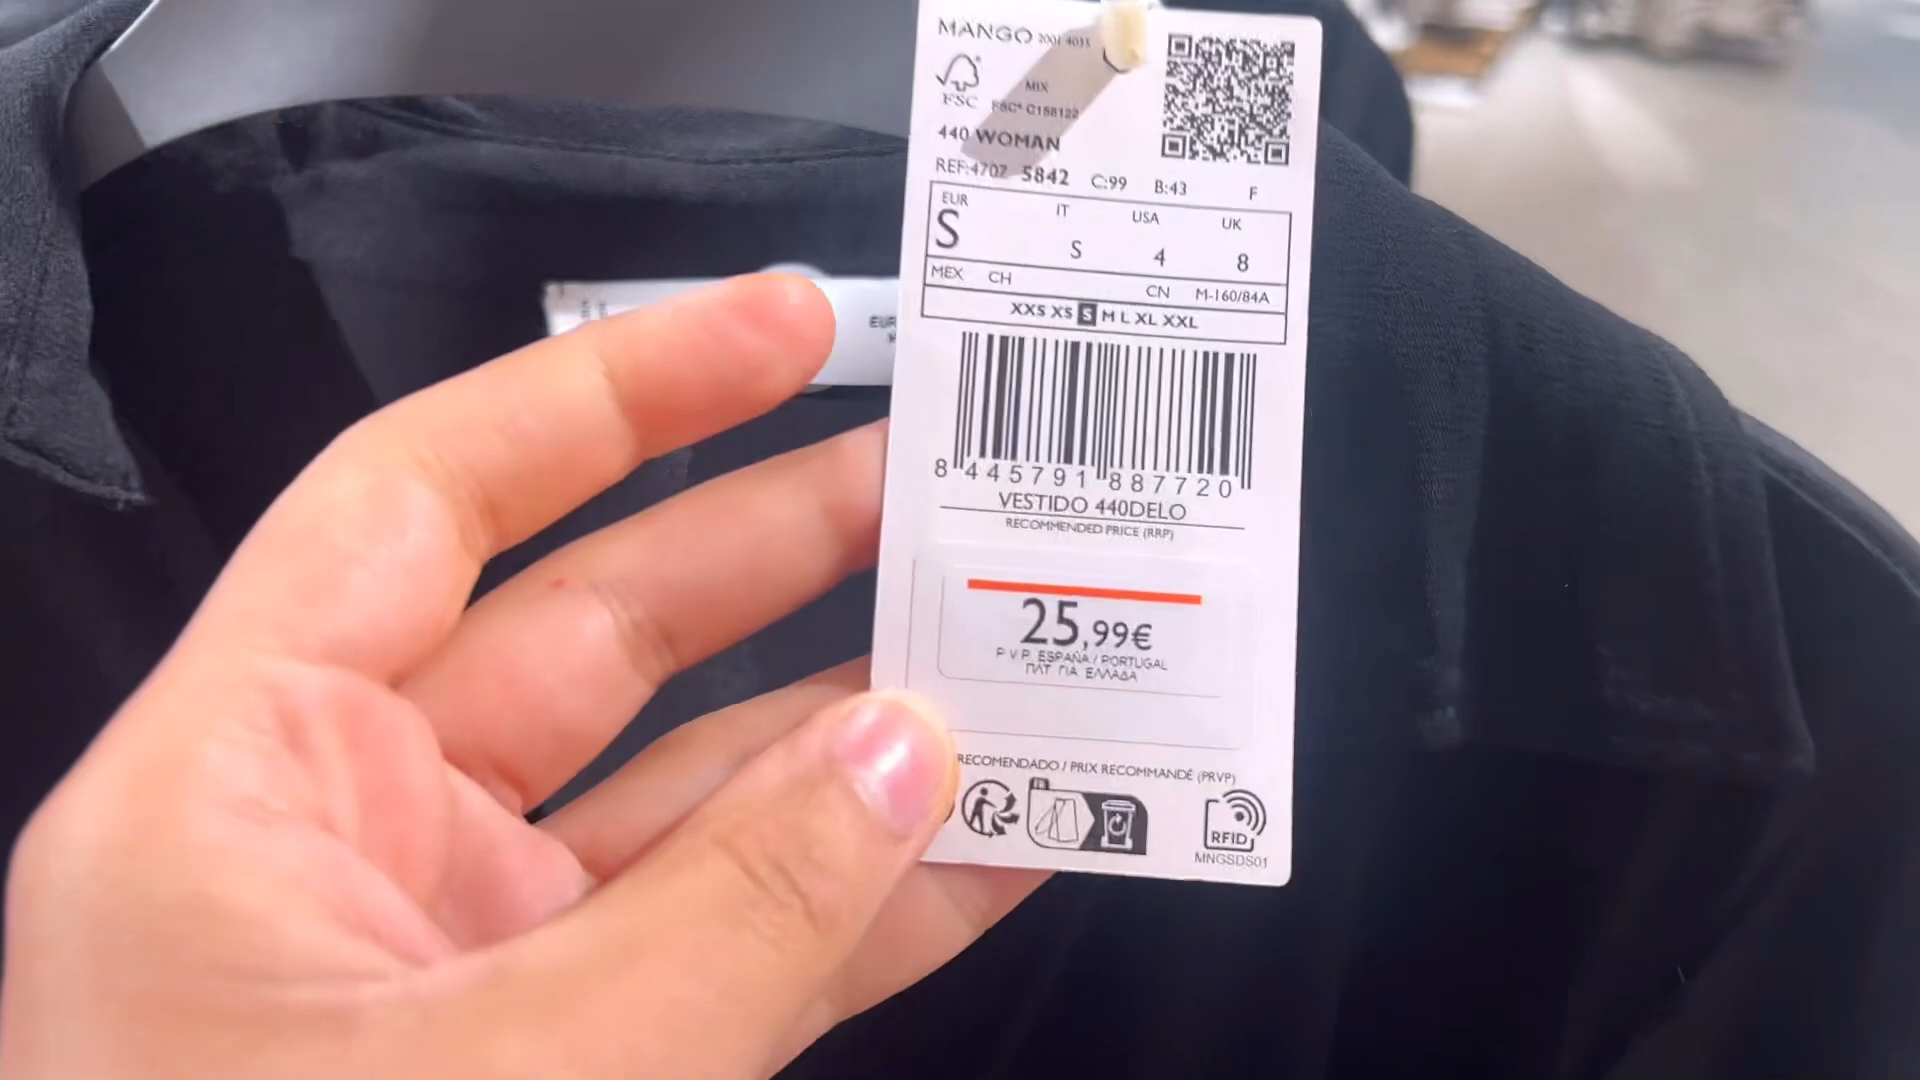 MANGO 2001 4035
MIX
FSC FSC® C158122
440 WOMAN
REF:4707 5842 C:99 B:43 F
EUR IT USA UK
S S 4 8
MEX CH CN M-160/84A
XXS XS S M L XL XXL
8 445791 887720
VESTIDO 440DELO
RECOMMENDED PRICE (RRP)
25,99€
P V P ESPAÑA / PORTUGAL
ΠΛΤ ΓΙΑ ΕΛΛΑΔΑ
RECOMENDADO / PRIX RECOMMANDÉ (PRVP)
FR
RFID
MNGSDS01
EUR